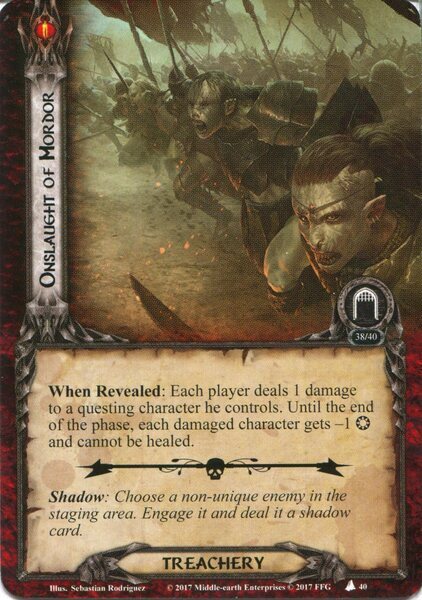 ONSLAUGHT OF MORDOR
38/40
When Revealed: Each player deals 1 damage
to a questing character he controls. Until the end
of the phase, each damaged character gets –1
and cannot be healed.
Shadow: Choose a non-unique enemy in the
staging area. Engage it and deal it a shadow
card.
TREACHERY
Illus. Sebastian Rodriguez © 2017 Middle-earth Enterprises © 2017 FFG 40